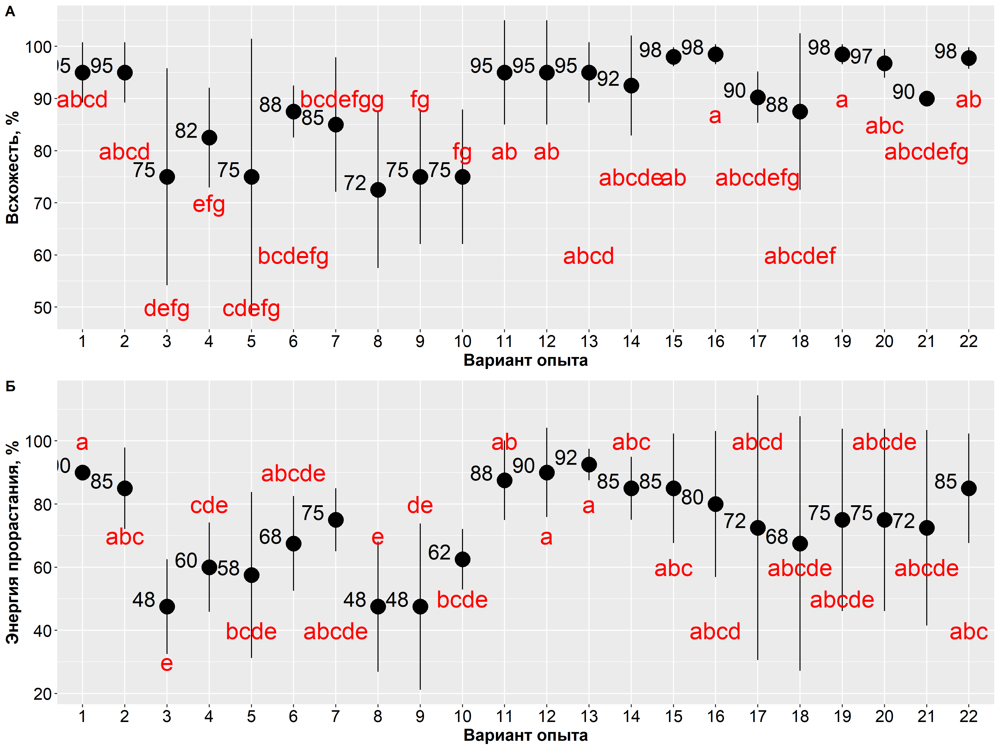 А
Всхожесть, %
100
98 98 98 97 98
95 95 95 95 92
90 abcd 88 bcdefgg fg 90 88 a 90 ab
85 a abc
82
80 abcd fg ab ab abcdefg
75 75 72 75 75 abcde ab abcdefg
70 efg
60 bcdefg abcd abcdef
50 defg cdefg
1 2 3 4 5 6 7 8 9 10 11 12 13 14 15 16 17 18 19 20 21 22
Вариант опыта
Б
Энергия прорастания, %
100 a ab abc abcd abcde
85 abcde 88 90 92 85 85 85
80 cde de a 80
75 72 75 75 72
abc 68 e a 68
60 60 58 62 abc abcde abcde
48 48 48 bcde abcde
40 bcde abcde abcd abc
e
20
1 2 3 4 5 6 7 8 9 10 11 12 13 14 15 16 17 18 19 20 21 22
Вариант опыта